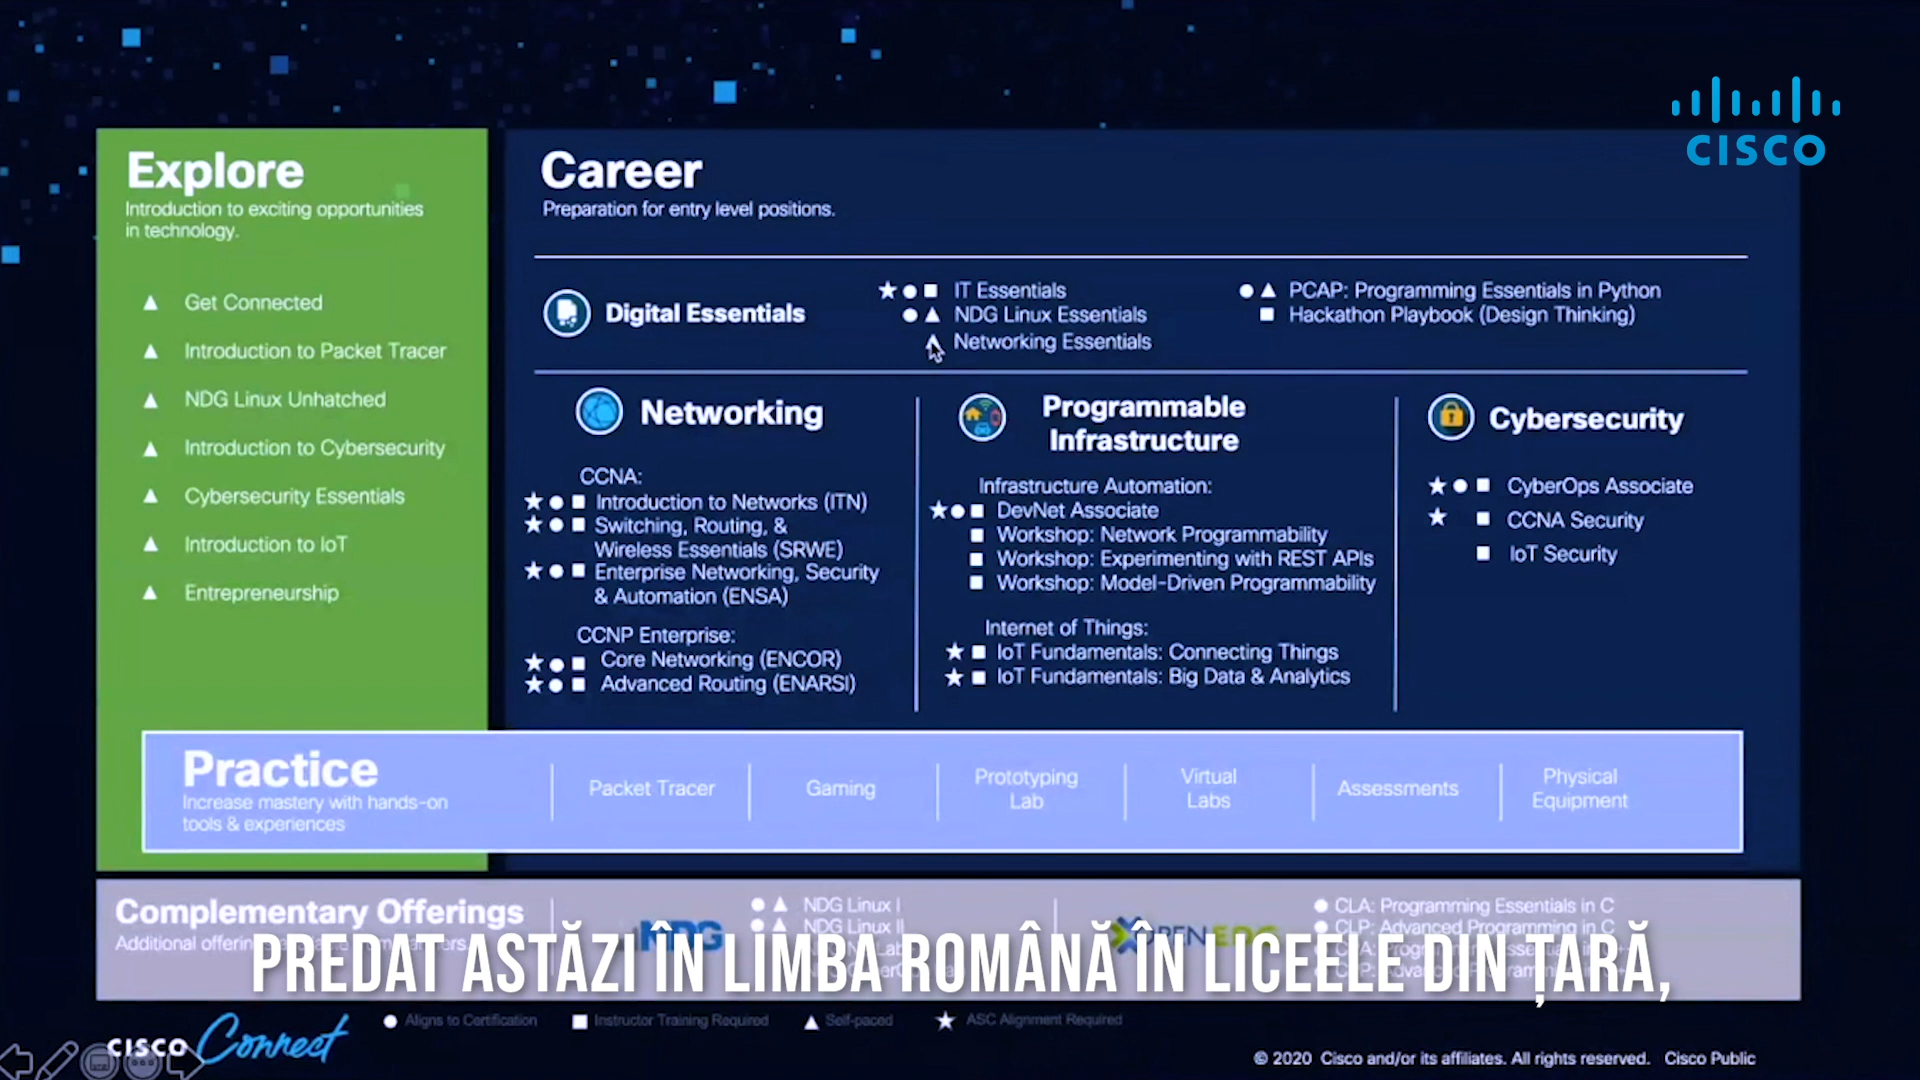 CISCO
Explore
Introduction to exciting opportunities
in technology.
Get Connected
Introduction to Packet Tracer
NDG Linux Unhatched
Introduction to Cybersecurity
Cybersecurity Essentials
Introduction to IoT
Entrepreneurship
Career
Preparation for entry level positions.
Digital Essentials
IT Essentials
NDG Linux Essentials
Networking Essentials
PCAP: Programming Essentials in Python
Hackathon Playbook (Design Thinking)
Networking
CCNA:
Introduction to Networks (ITN)
Switching, Routing, &
Wireless Essentials (SRWE)
Enterprise Networking, Security
& Automation (ENSA)
CCNP Enterprise:
Core Networking (ENCOR)
Advanced Routing (ENARSI)
Programmable
Infrastructure
Infrastructure Automation:
DevNet Associate
Workshop: Network Programmability
Workshop: Experimenting with REST APIs
Workshop: Model-Driven Programmability
Internet of Things:
IoT Fundamentals: Connecting Things
IoT Fundamentals: Big Data & Analytics
Cybersecurity
CyberOps Associate
CCNA Security
IoT Security
Practice
Increase mastery with hands-on
tools & experiences
Packet Tracer
Gaming
Prototyping
Lab
Virtual
Labs
Assessments
Physical
Equipment
Complementary Offerings
Additional
NDG
NDG Linux I
NDG Linux II
CLA: Programming Essentials in C
CLP: Advanced Programming in C
PREDAT ASTĂZI ÎN LIMBA ROMÂNĂ ÎN LICEELE DIN ȚARĂ,
Aligns to Certification
Instructor Training Required
Self-paced
ASC Alignment Required
CISCO Connect
© 2020 Cisco and/or its affiliates. All rights reserved. Cisco Public